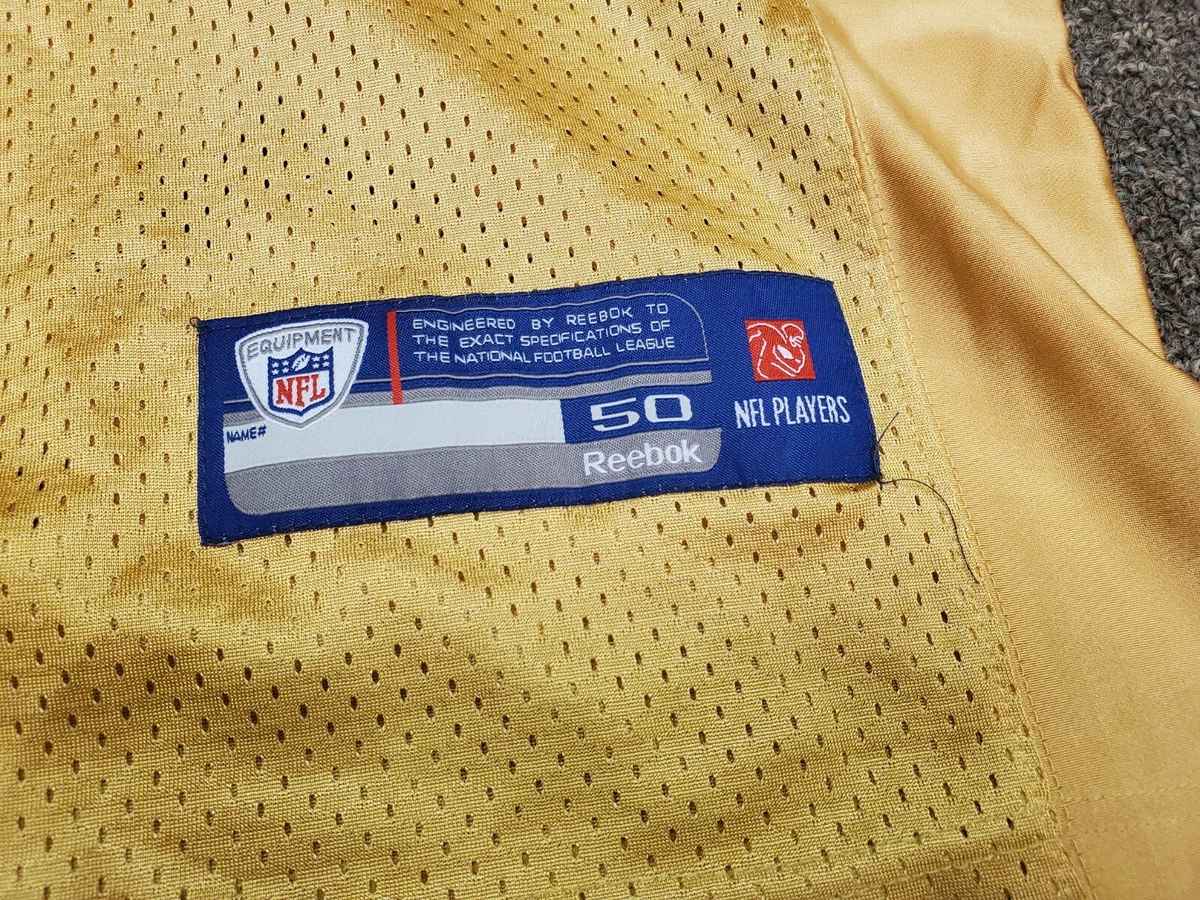 EQUIPMENT
NFL
ENGINEERED BY REEBOK TO
THE EXACT SPECIFICATIONS OF
THE NATIONAL FOOTBALL LEAGUE
NAME#
50
Reebok
NFL PLAYERS